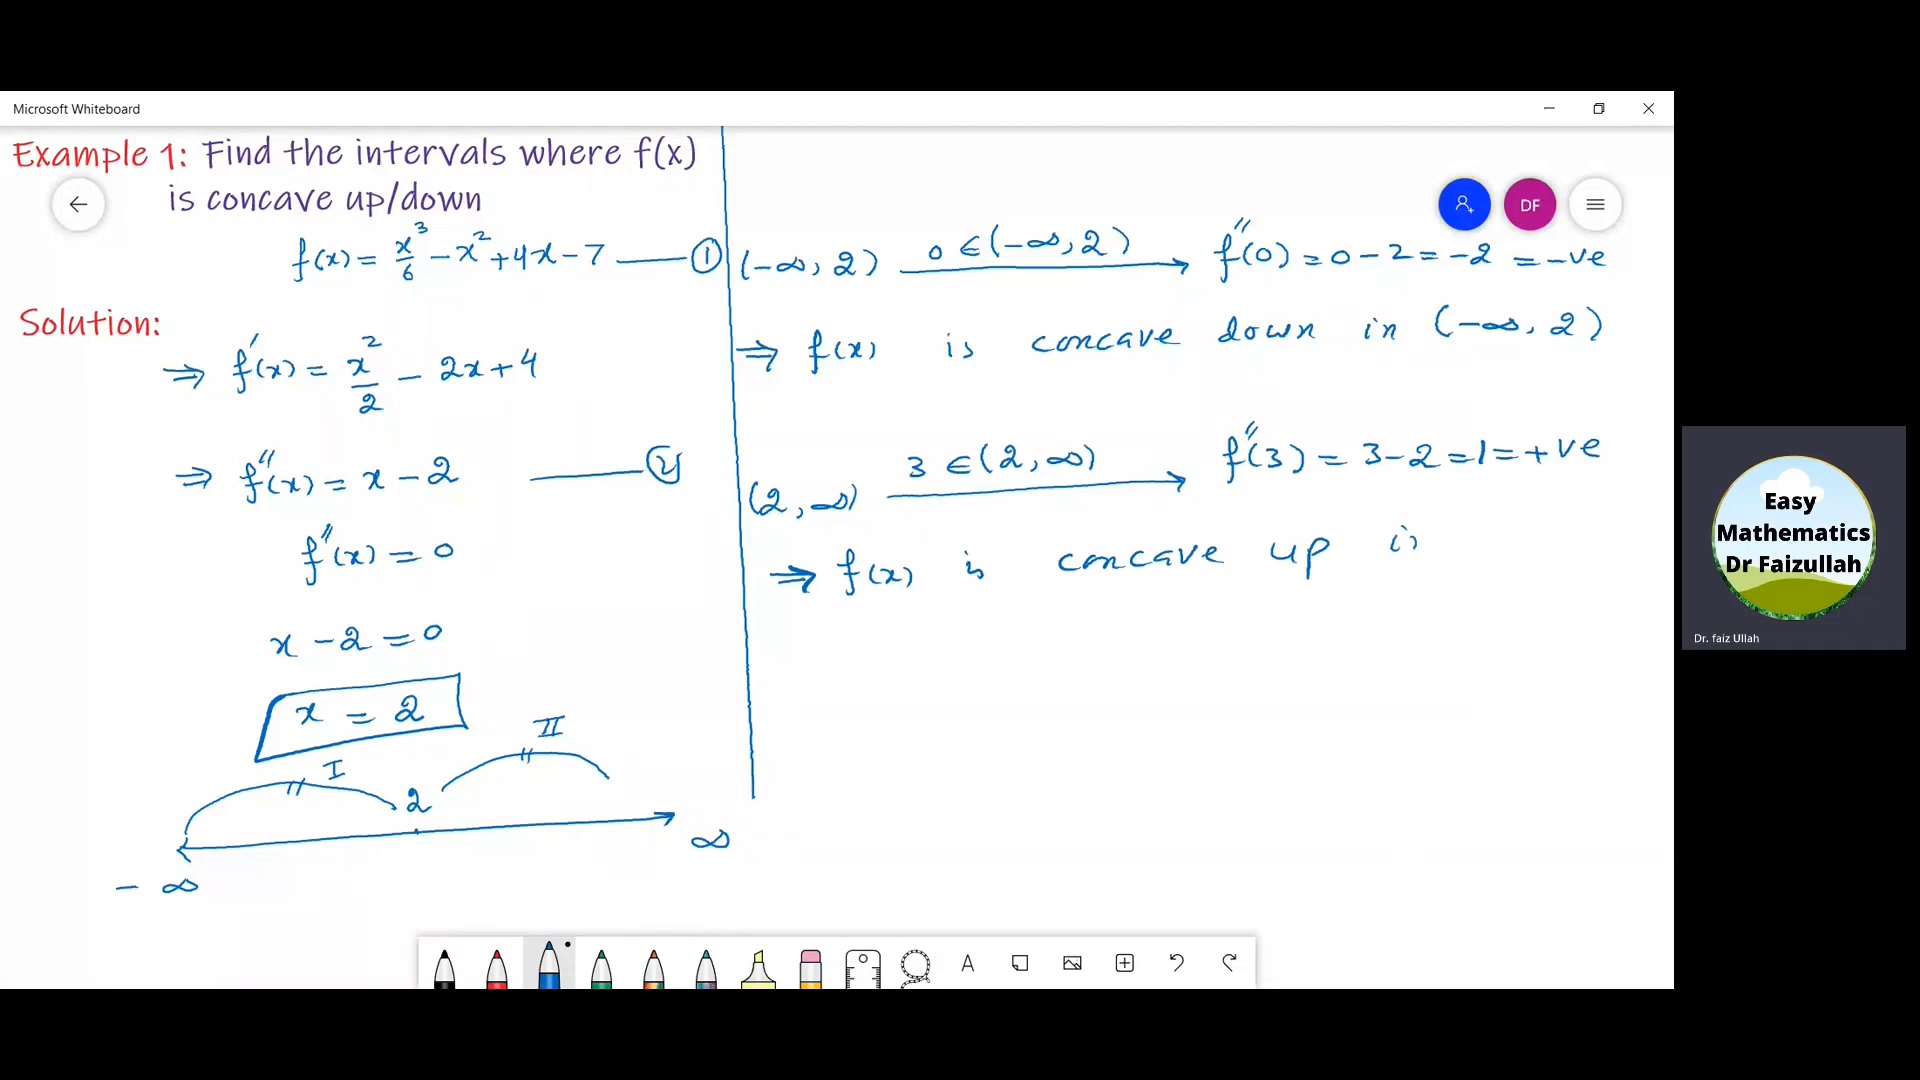 Microsoft Whiteboard
Example 1: Find the intervals where f(x)
is concave up/down
f(x) = x³/6 − x² + 4x − 7 —— ①
Solution:
⇒ f′(x) = x²/2 − 2x + 4
⇒ f″(x) = x − 2 ——
f″(x) = 0
x − 2 = 0
x = 2
I
II
2
− ∞
∞
(−∞, 2) 0 ∈ (−∞, 2) → f″(0) = 0 − 2 = −2 = −ve
⇒ f(x) is concave down in (−∞, 2)
(2, ∞) 3 ∈ (2, ∞) → f″(3) = 3 − 2 = 1 = +ve
⇒ f(x) is concave up i
DF
A
Easy
Mathematics
Dr Faizullah
Dr. faiz Ullah